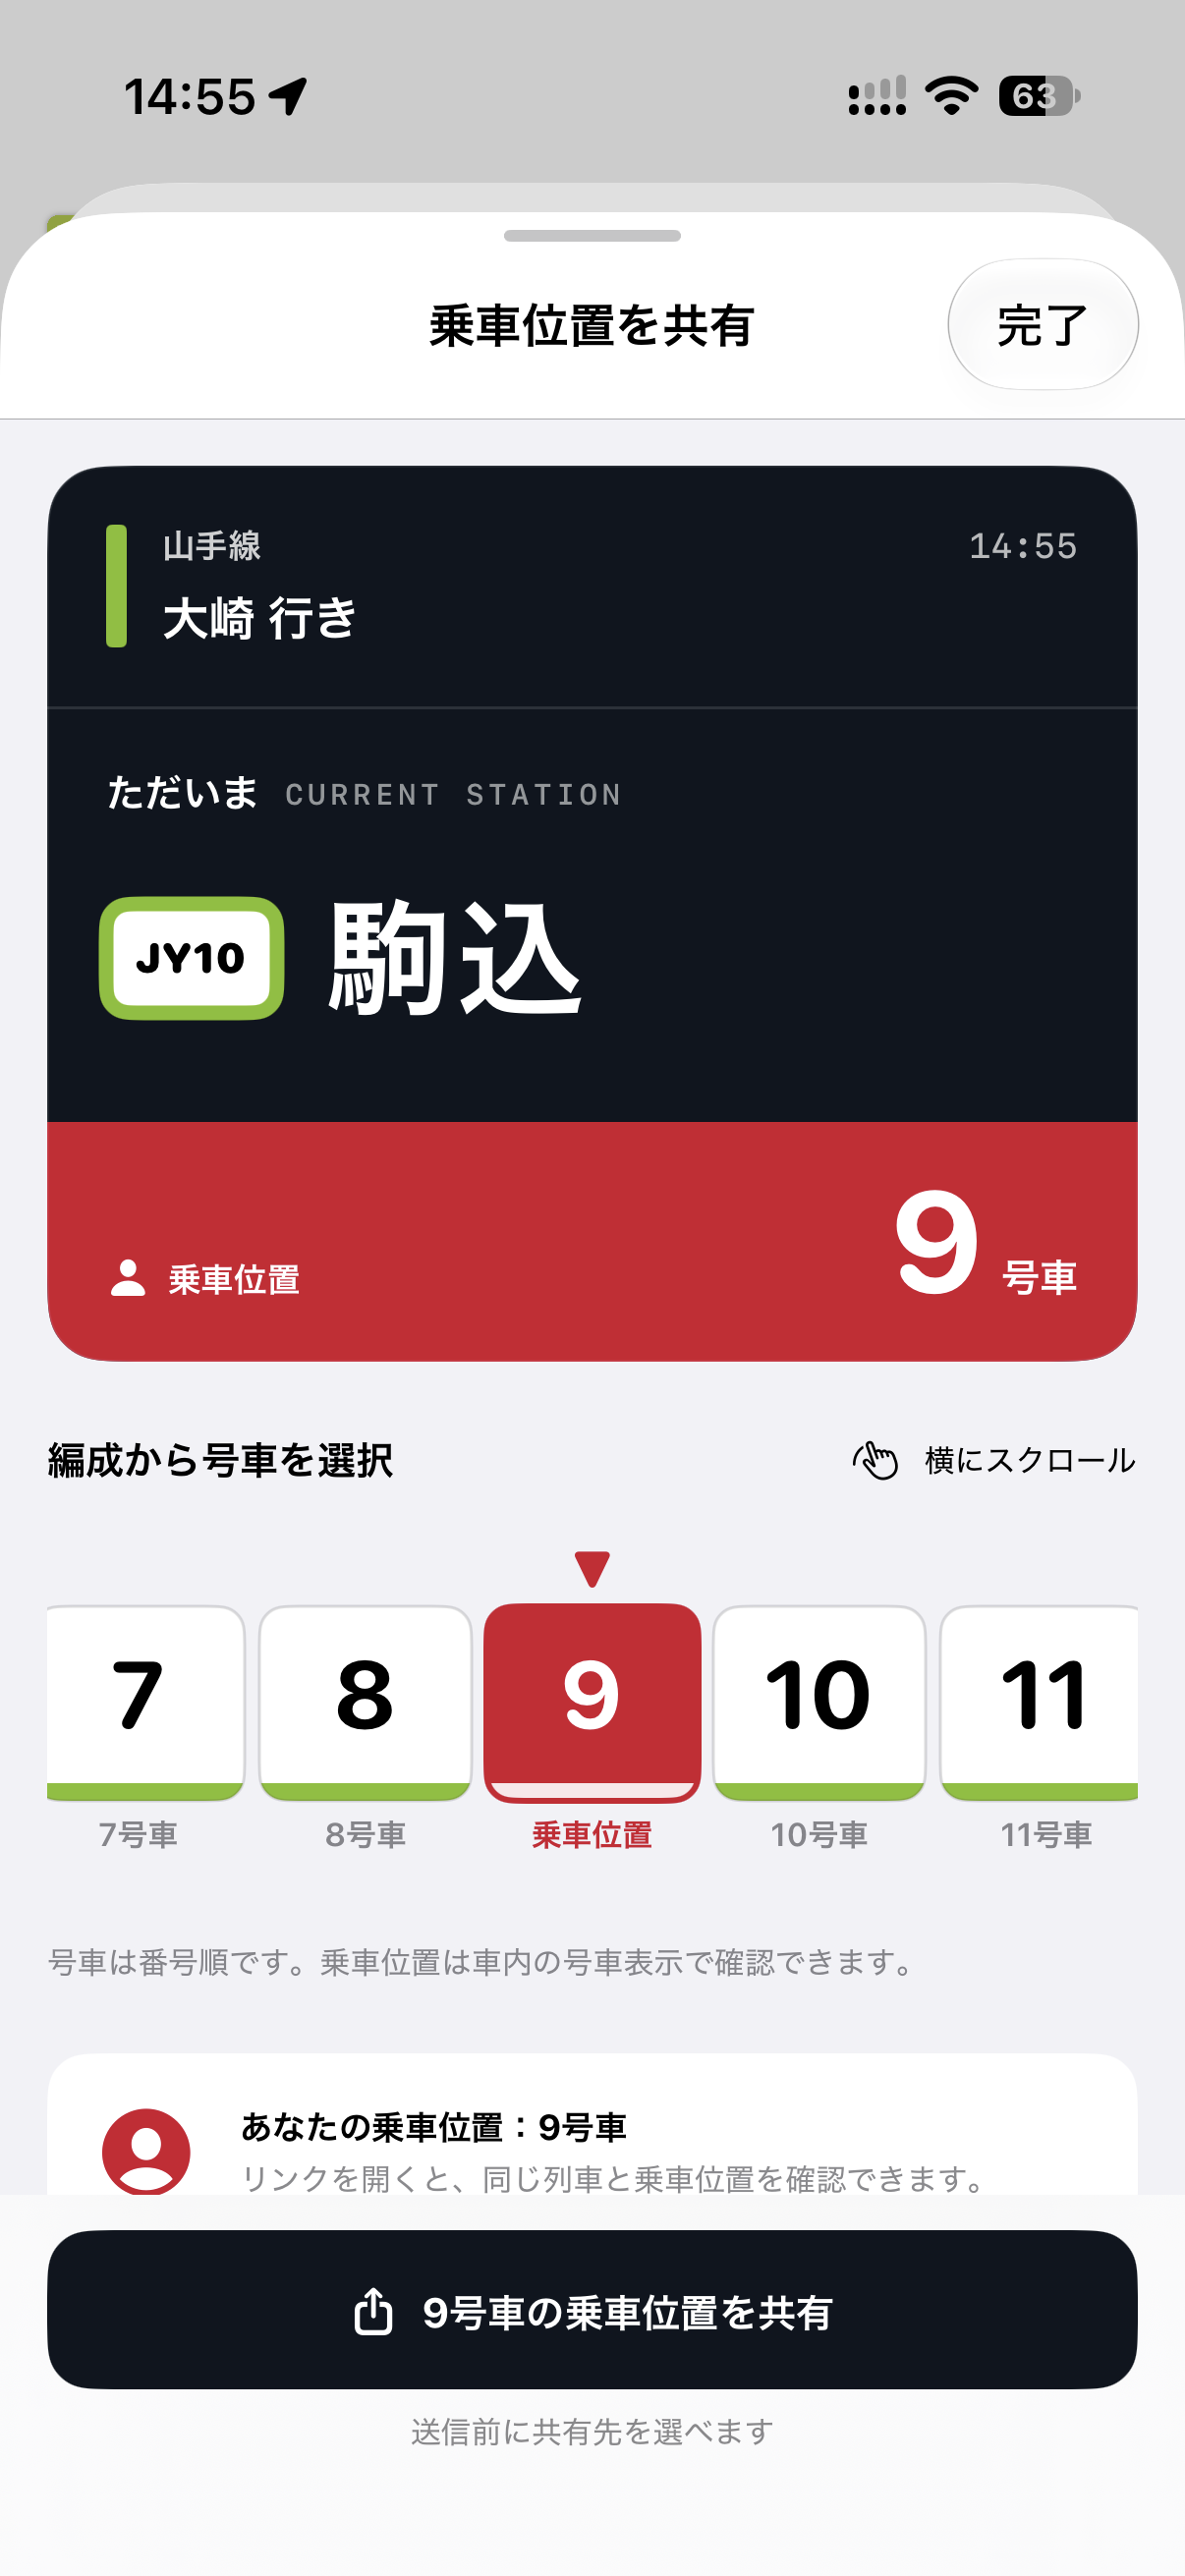 14:55
63
乗車位置を共有
完了
山手線
14:55
大崎 行き
ただいま CURRENT STATION
JY10
駒込
乗車位置
9 号車
編成から号車を選択
横にスクロール
7 8 9 10 11
7号車 8号車 乗車位置 10号車 11号車
号車は番号順です。乗車位置は車内の号車表示で確認できます。
あなたの乗車位置：9号車
リンクを開くと、同じ列車と乗車位置を確認できます。
9号車の乗車位置を共有
送信前に共有先を選べます